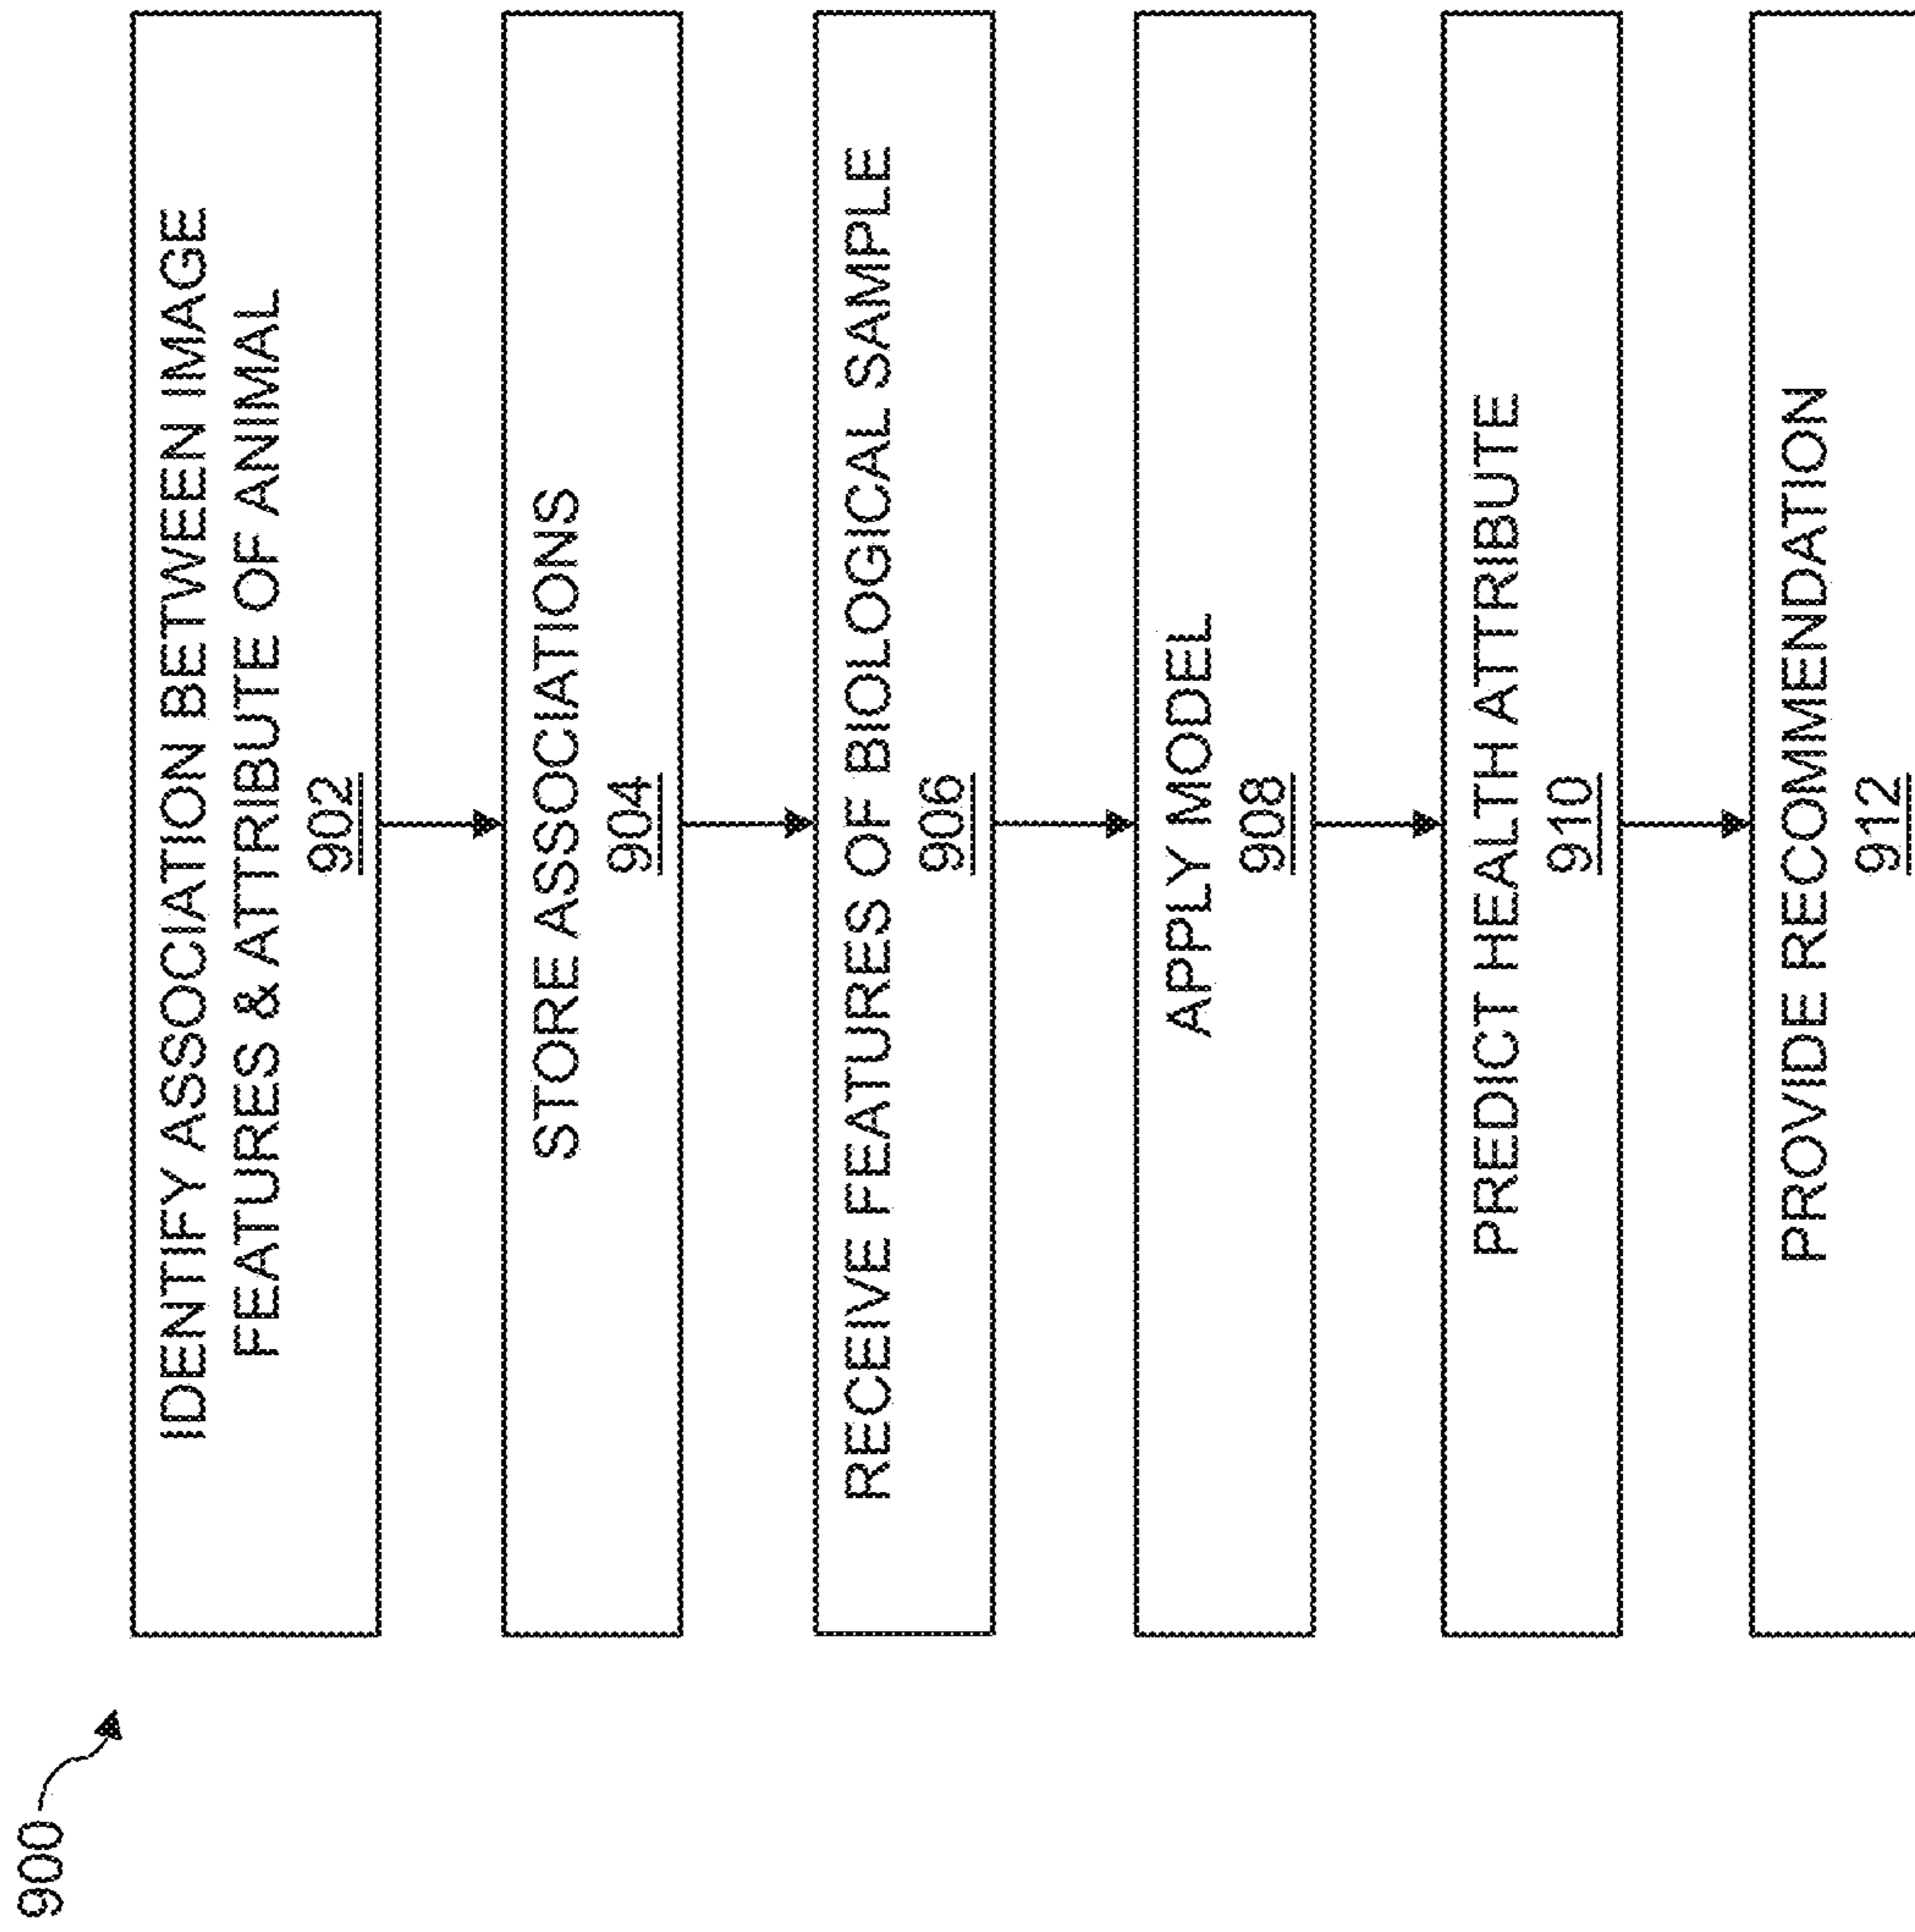 900
IDENTIFY ASSOCIATION BETWEEN IMAGE
FEATURES & ATTRIBUTE OF ANIMAL
902
STORE ASSOCIATIONS
904
RECEIVE FEATURES OF BIOLOGICAL SAMPLE
906
APPLY MODEL
908
PREDICT HEALTH ATTRIBUTE
910
PROVIDE RECOMMENDATION
912